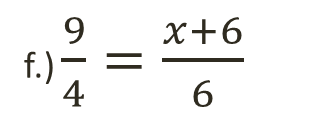 f.) 9/4 = x+6/6